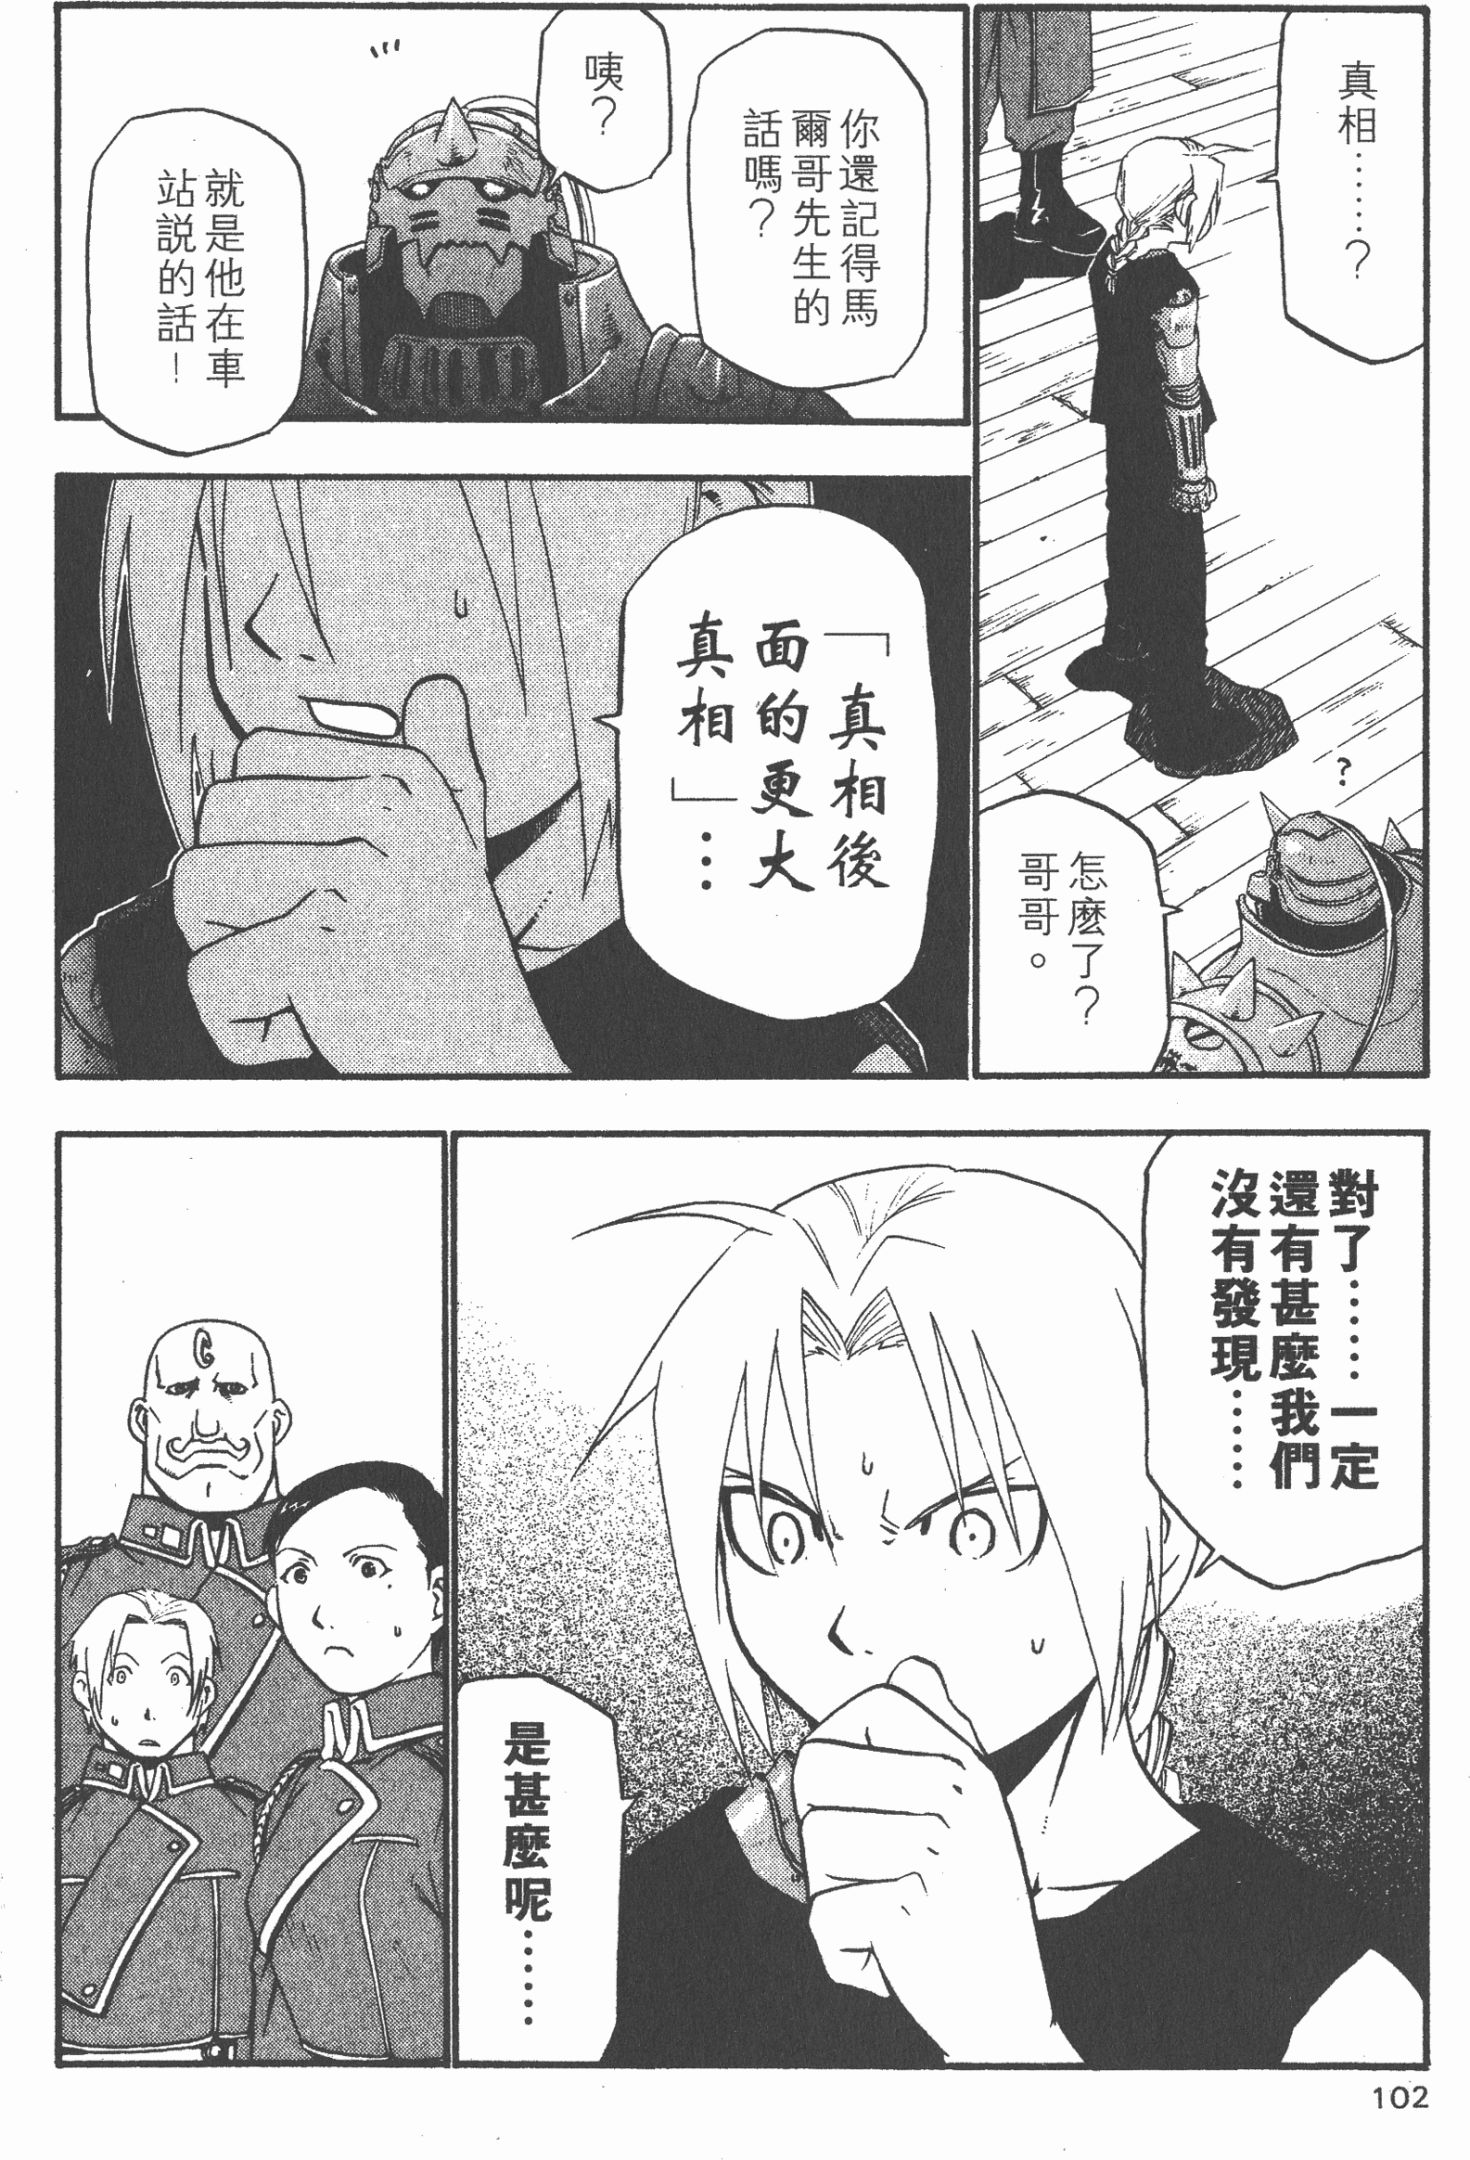 真相……？
怎麼了？
哥哥。
你還記得馬
爾哥先生的
話嗎？
咦？
就是他在車
站説的話！
「真相後
面的更大
真相」…
對了……一定
還有甚麼我們
沒有發現……
是甚麼呢……
?
102